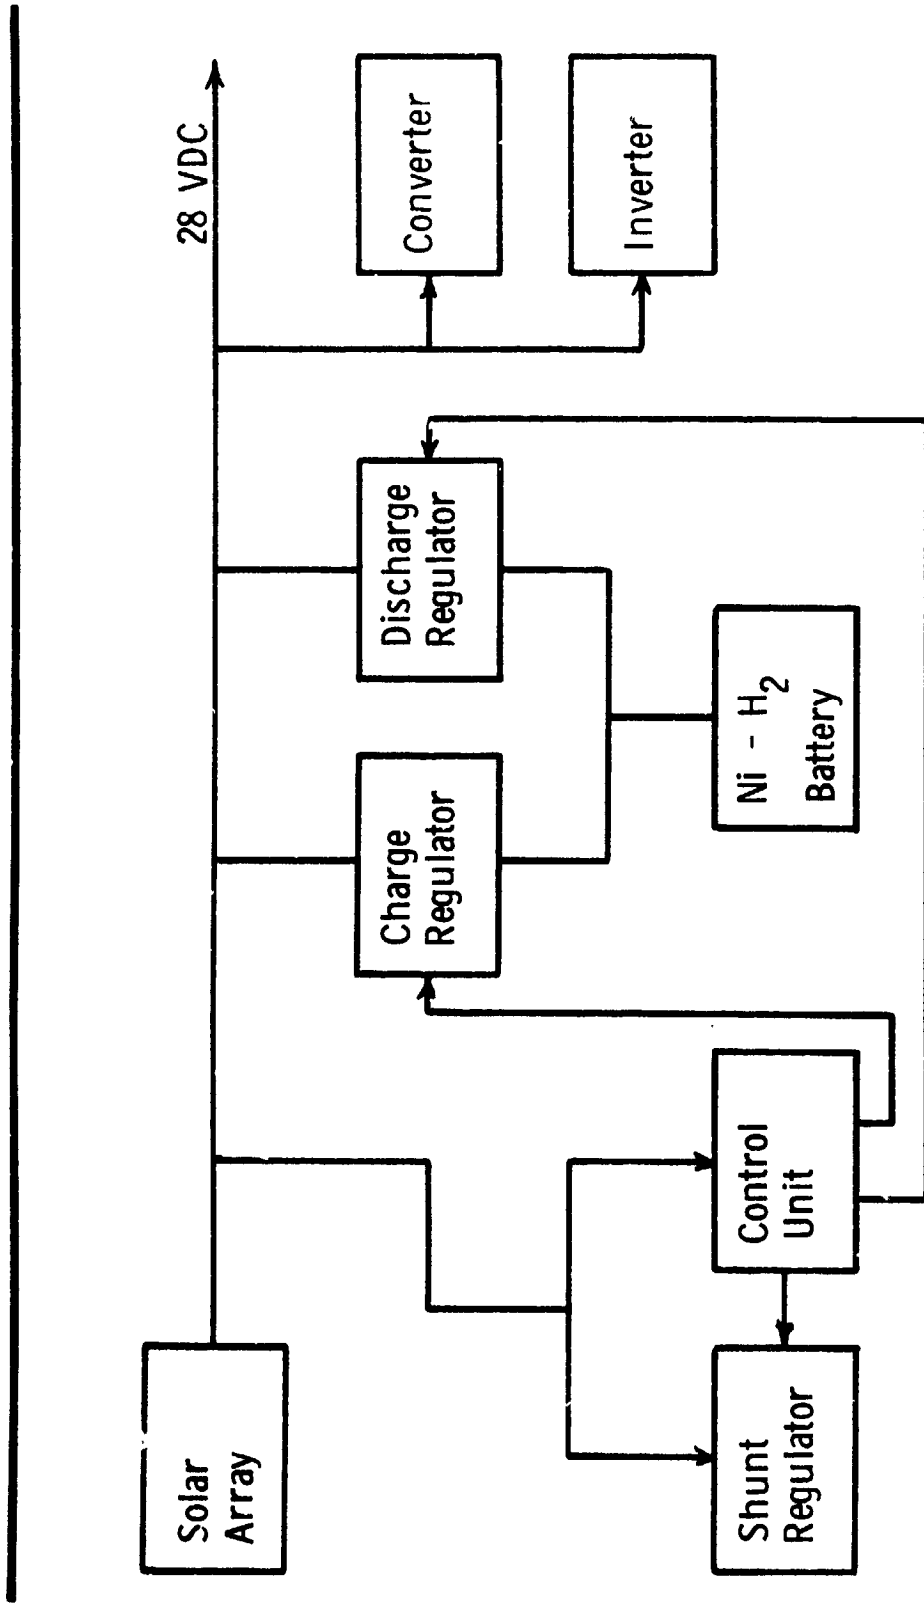 Solar
Array
28 VDC
Charge
Regulator
Discharge
Regulator
Converter
Inverter
Shunt
Regulator
Control
Unit
Ni - H₂
Battery